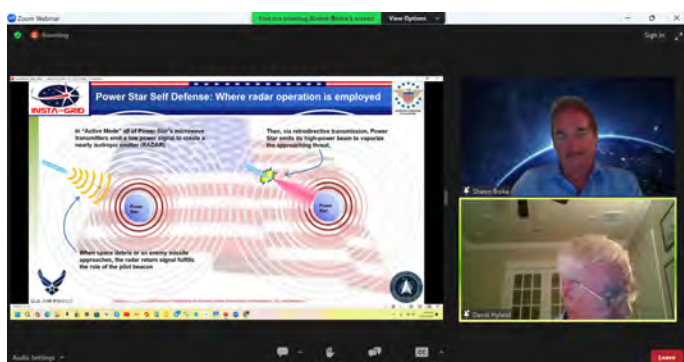 Zoom Webinar
You are viewing Shawn Boike's screen
View Options
Recording
Sign in
INSTA-GRID
Power Star Self Defense: Where radar operation is employed
In "Active Mode" all of Power Star's microwave
transmitters emit a low power signal to create a
nearly isotropic emitter (RADAR)
Then, via retrodirective transmission, Power
Star emits its high-power beam to vaporize
the approaching threat.
Power
Star
Power
Star
When space debris or an enemy missile
approaches, the radar return signal fulfills
the role of the pilot beacon
U.S. AIR FORCE
Shawn Boike
David Hyland
Audio Settings
CC
Leave